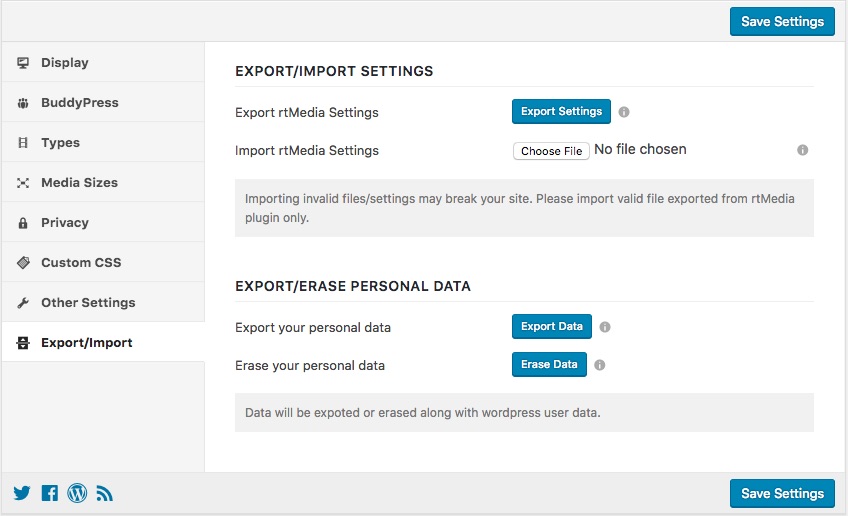 Save Settings
Display
BuddyPress
Types
Media Sizes
Privacy
Custom CSS
Other Settings
Export/Import
EXPORT/IMPORT SETTINGS
Export rtMedia Settings Export Settings
Import rtMedia Settings Choose File No file chosen
Importing invalid files/settings may break your site. Please import valid file exported from rtMedia
plugin only.
EXPORT/ERASE PERSONAL DATA
Export your personal data Export Data
Erase your personal data Erase Data
Data will be expoted or erased along with wordpress user data.
Save Settings